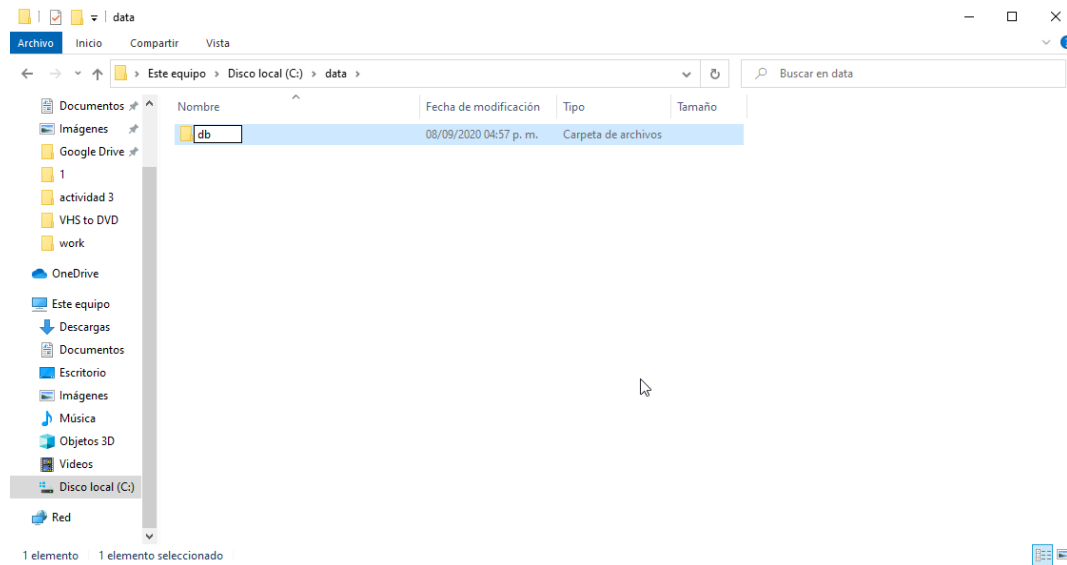 data
Archivo Inicio Compartir Vista
Este equipo › Disco local (C:) › data ›
Buscar en data
Nombre Fecha de modificación Tipo Tamaño
db 08/09/2020 04:57 p. m. Carpeta de archivos
Documentos
Imágenes
Google Drive
1
actividad 3
VHS to DVD
work
OneDrive
Este equipo
Descargas
Documentos
Escritorio
Imágenes
Música
Objetos 3D
Videos
Disco local (C:)
Red
1 elemento 1 elemento seleccionado